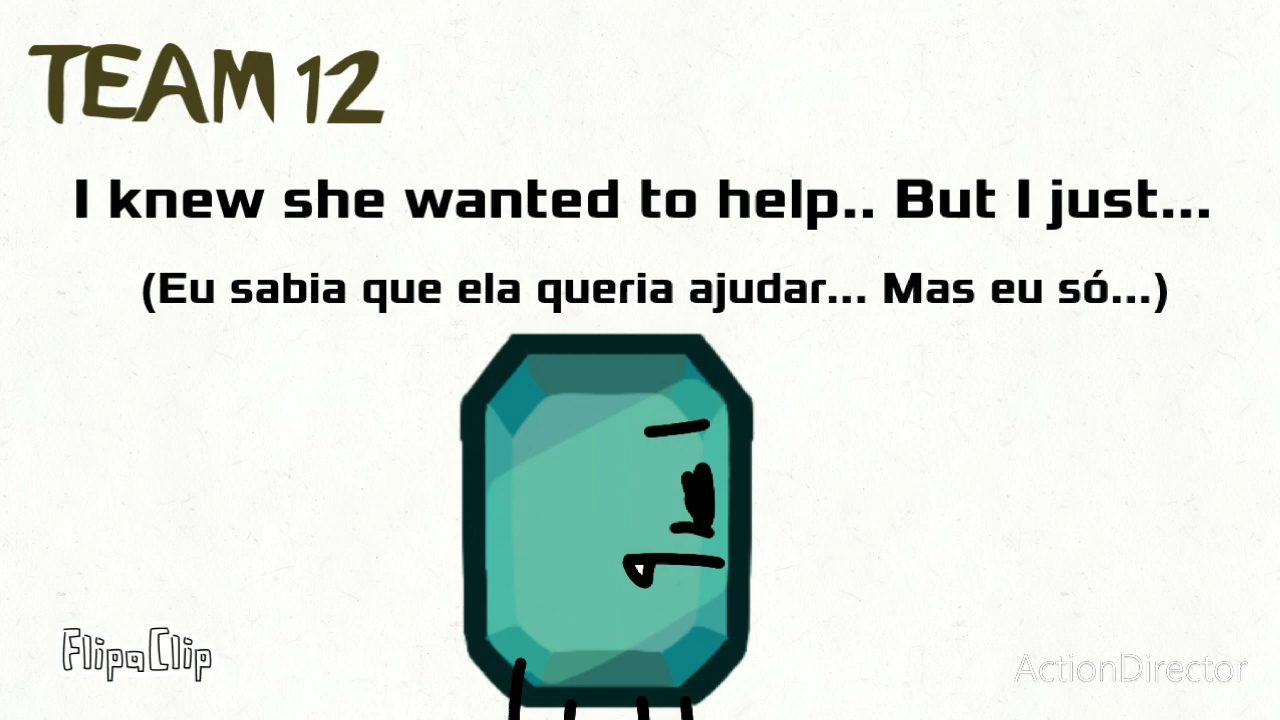 TEAM 12
I knew she wanted to help.. But I just...
(Eu sabia que ela queria ajudar... Mas eu só...)
FlipaClip
ActionDirector